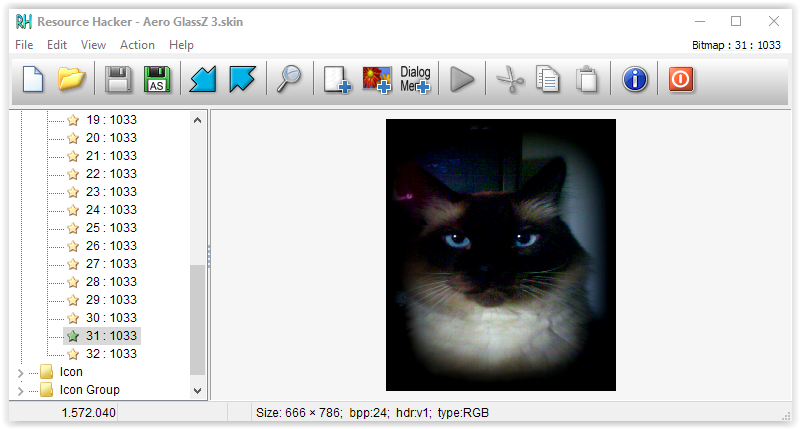 RH Resource Hacker - Aero GlassZ 3.skin
File Edit View Action Help Bitmap : 31 : 1033
AS Dialog
Mer
19 : 1033
20 : 1033
21 : 1033
22 : 1033
23 : 1033
24 : 1033
25 : 1033
26 : 1033
27 : 1033
28 : 1033
29 : 1033
30 : 1033
31 : 1033
32 : 1033
Icon
Icon Group
1.572.040 Size: 666 × 786; bpp:24; hdr:v1; type:RGB